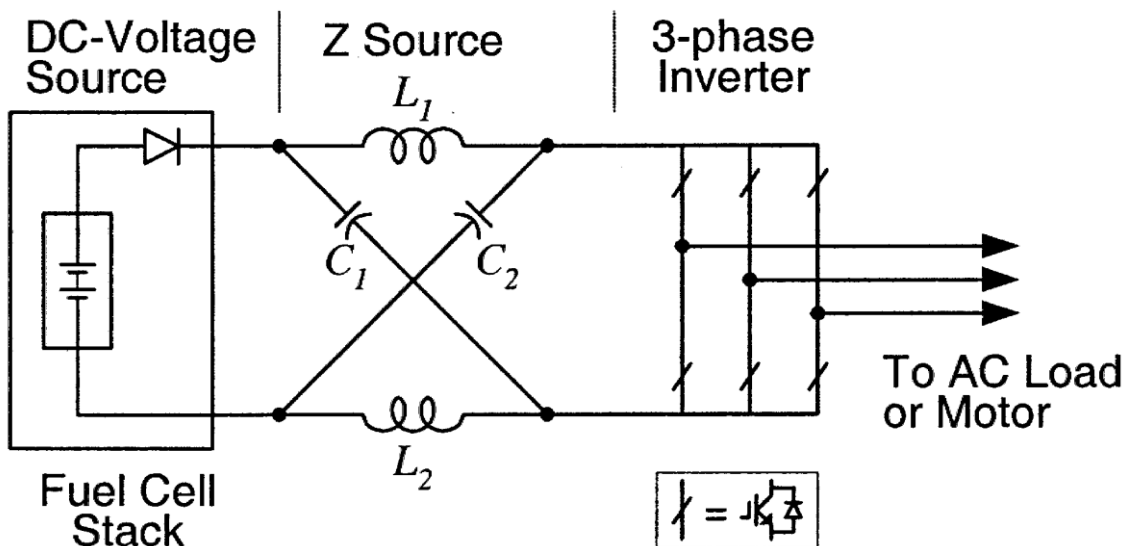 DC-Voltage
Source
Z Source
3-phase
Inverter
L1
C1
C2
To AC Load
or Motor
L2
Fuel Cell
Stack
=